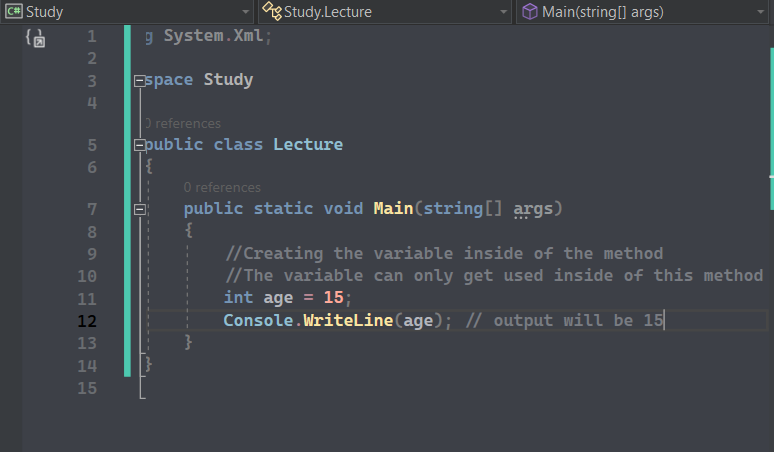 C# Study Study.Lecture Main(string[] args)
1 g System.Xml;
2
3 space Study
4
0 references
5 public class Lecture
6 {
0 references
7 public static void Main(string[] args)
8 {
9 //Creating the variable inside of the method
10 //The variable can only get used inside of this method
11 int age = 15;
12 Console.WriteLine(age); // output will be 15
13 }
14 }
15